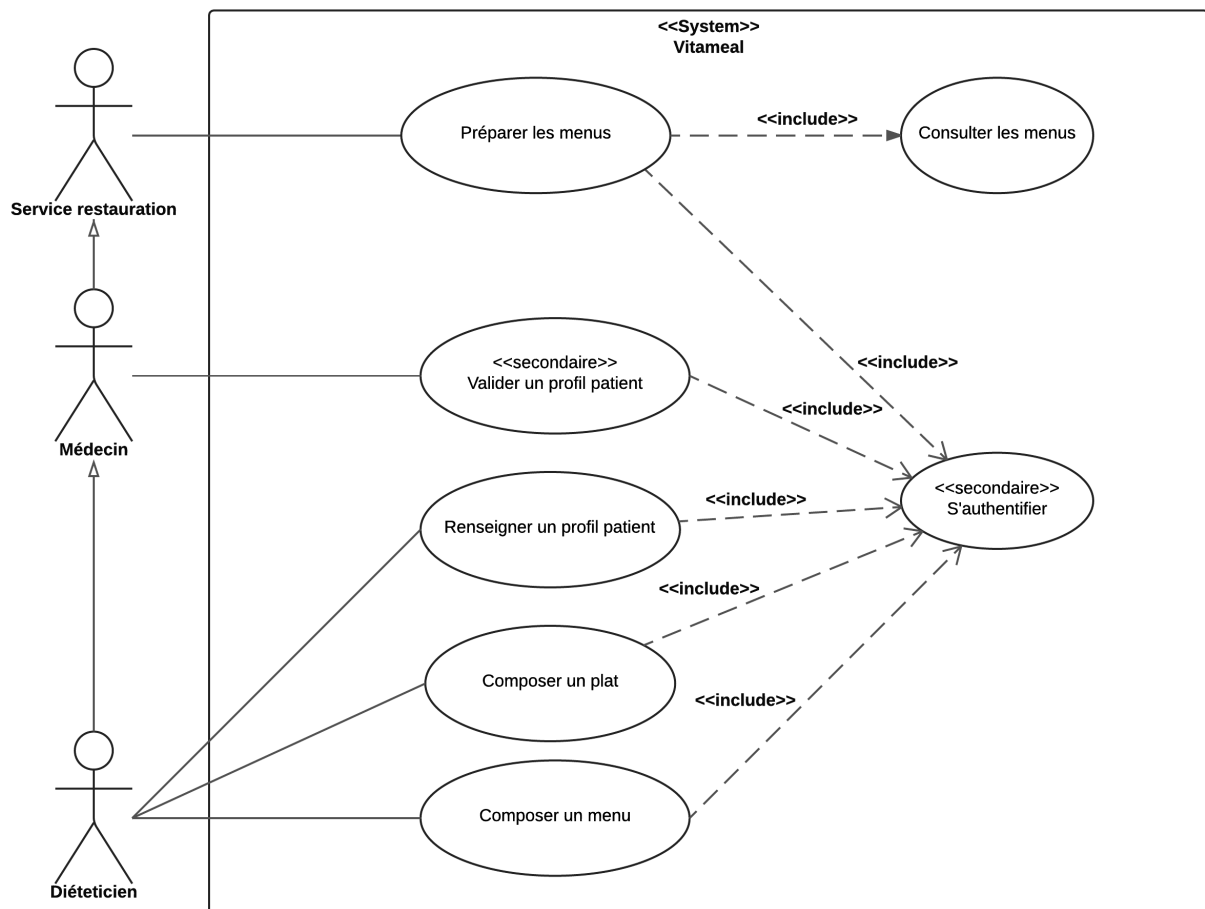 <<System>>
Vitameal
Préparer les menus
<<include>>
Consulter les menus
Service restauration
<<include>>
<<secondaire>>
Valider un profil patient
<<include>>
Médecin
<<secondaire>>
S'authentifier
<<include>>
Renseigner un profil patient
<<include>>
Composer un plat
<<include>>
Composer un menu
Diéteticien